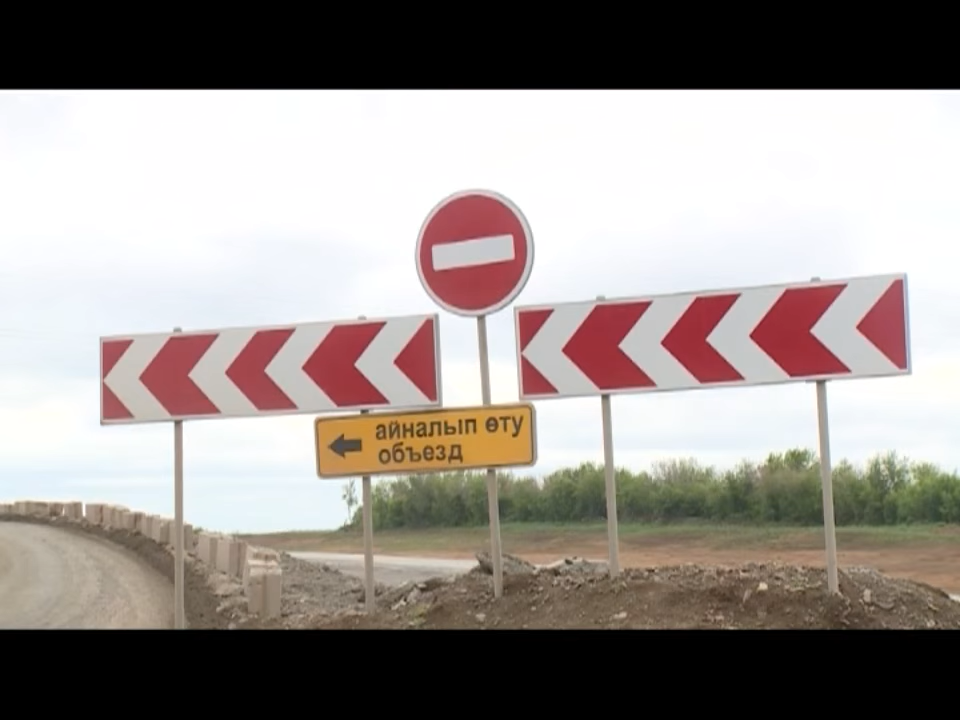 айналып өту
объезд